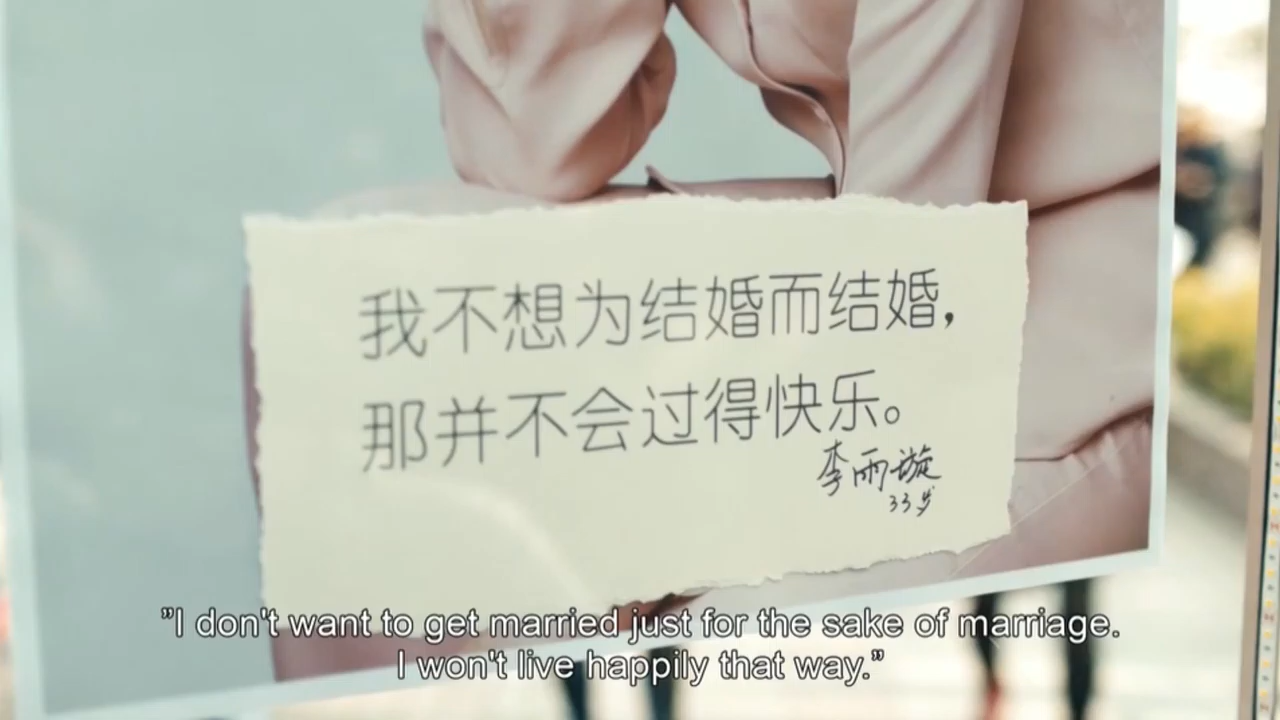 我不想为结婚而结婚，
那并不会过得快乐。
李雨璇
33岁
”I don't want to get married just for the sake of marriage.
I won't live happily that way.”